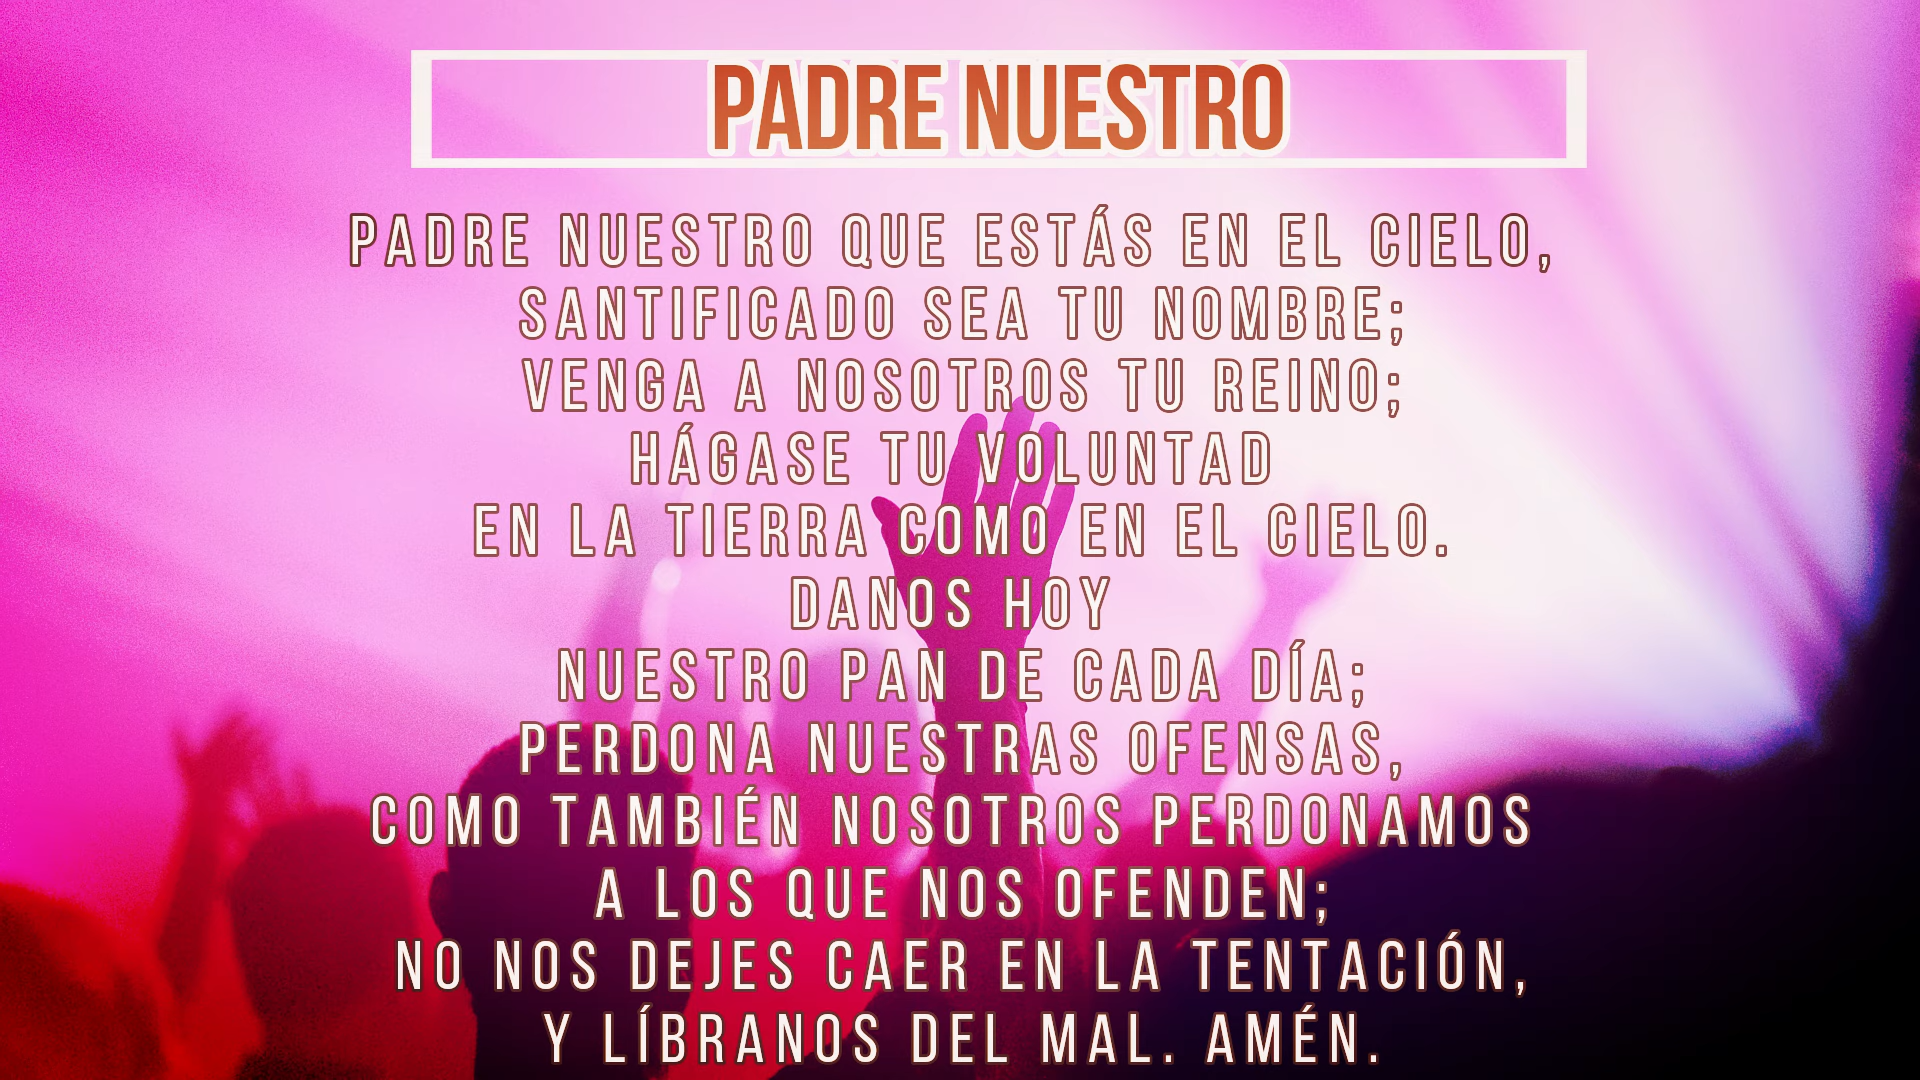 PADRE NUESTRO
PADRE NUESTRO QUE ESTÁS EN EL CIELO,
SANTIFICADO SEA TU NOMBRE;
VENGA A NOSOTROS TU REINO;
HÁGASE TU VOLUNTAD
EN LA TIERRA COMO EN EL CIELO.
DANOS HOY
NUESTRO PAN DE CADA DÍA;
PERDONA NUESTRAS OFENSAS,
COMO TAMBIÉN NOSOTROS PERDONAMOS
A LOS QUE NOS OFENDEN;
NO NOS DEJES CAER EN LA TENTACIÓN,
Y LÍBRANOS DEL MAL. AMÉN.